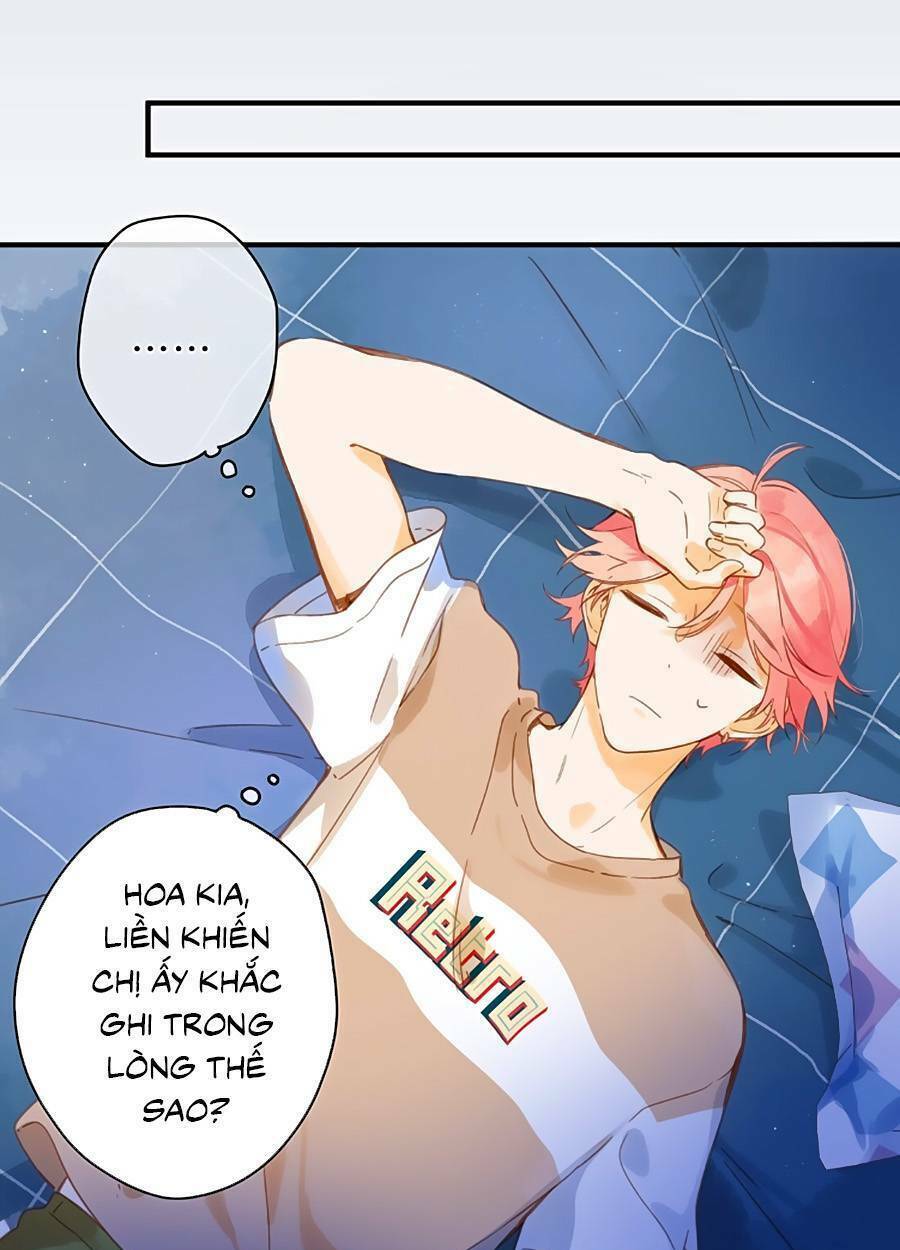 ......
HOA KIA,
LIỀN KHIẾN
CHỊ ẤY KHẮC
GHI TRONG
LÒNG THẾ
SAO?
Retro